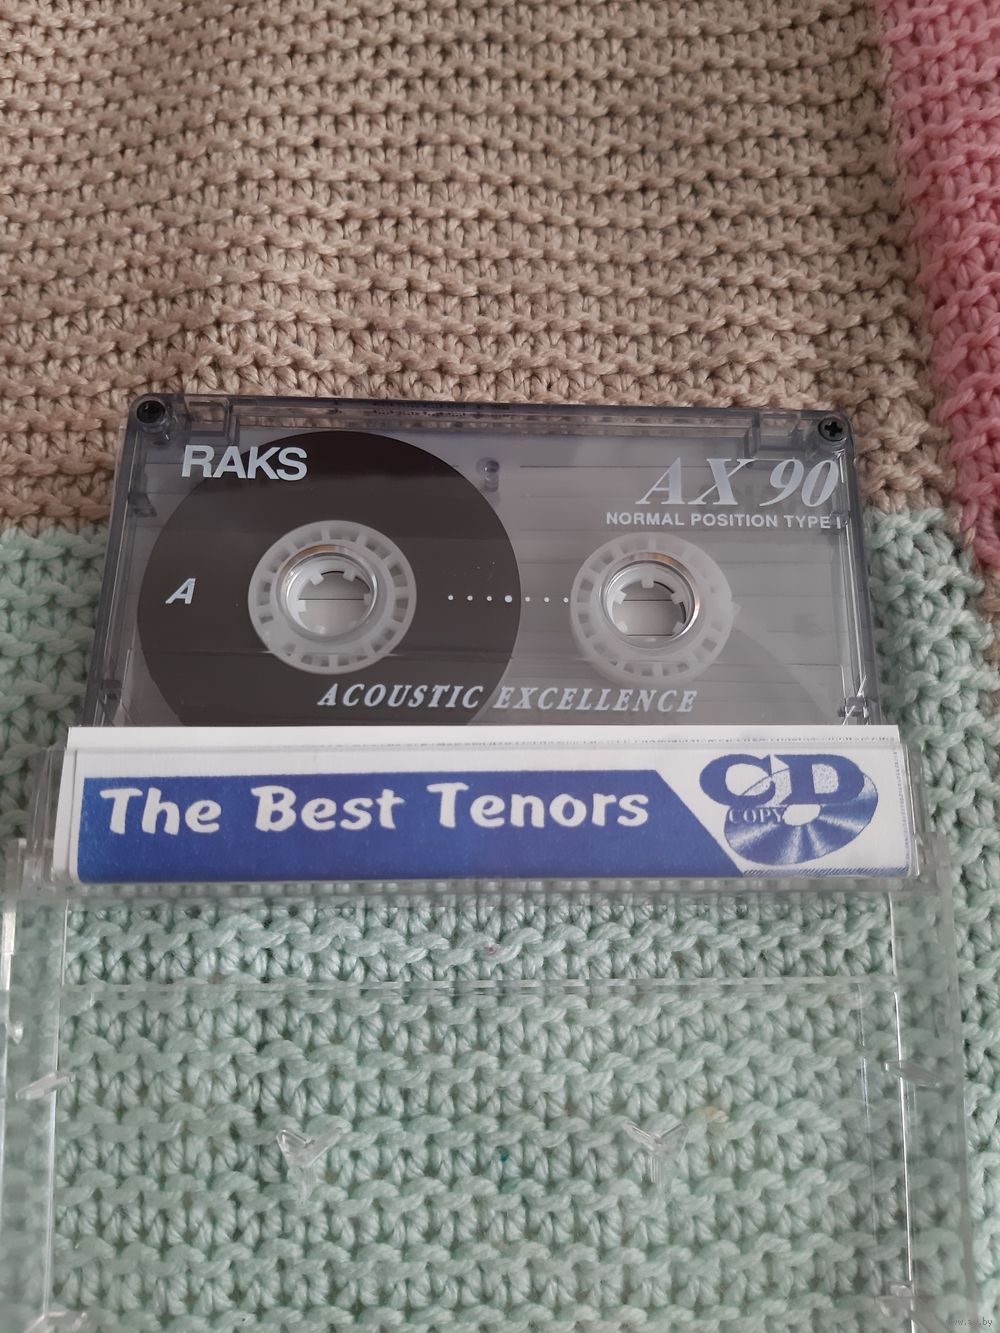 RAKS
AX 90
NORMAL POSITION TYPE I
A
ACOUSTIC EXCELLENCE
The Best Tenors
CD
COPY